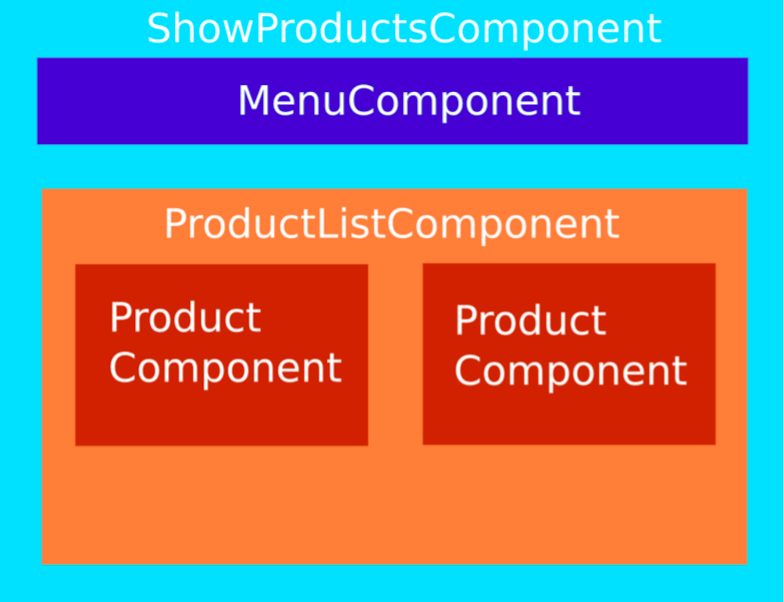 ShowProductsComponent
MenuComponent
ProductListComponent
Product
Component
Product
Component